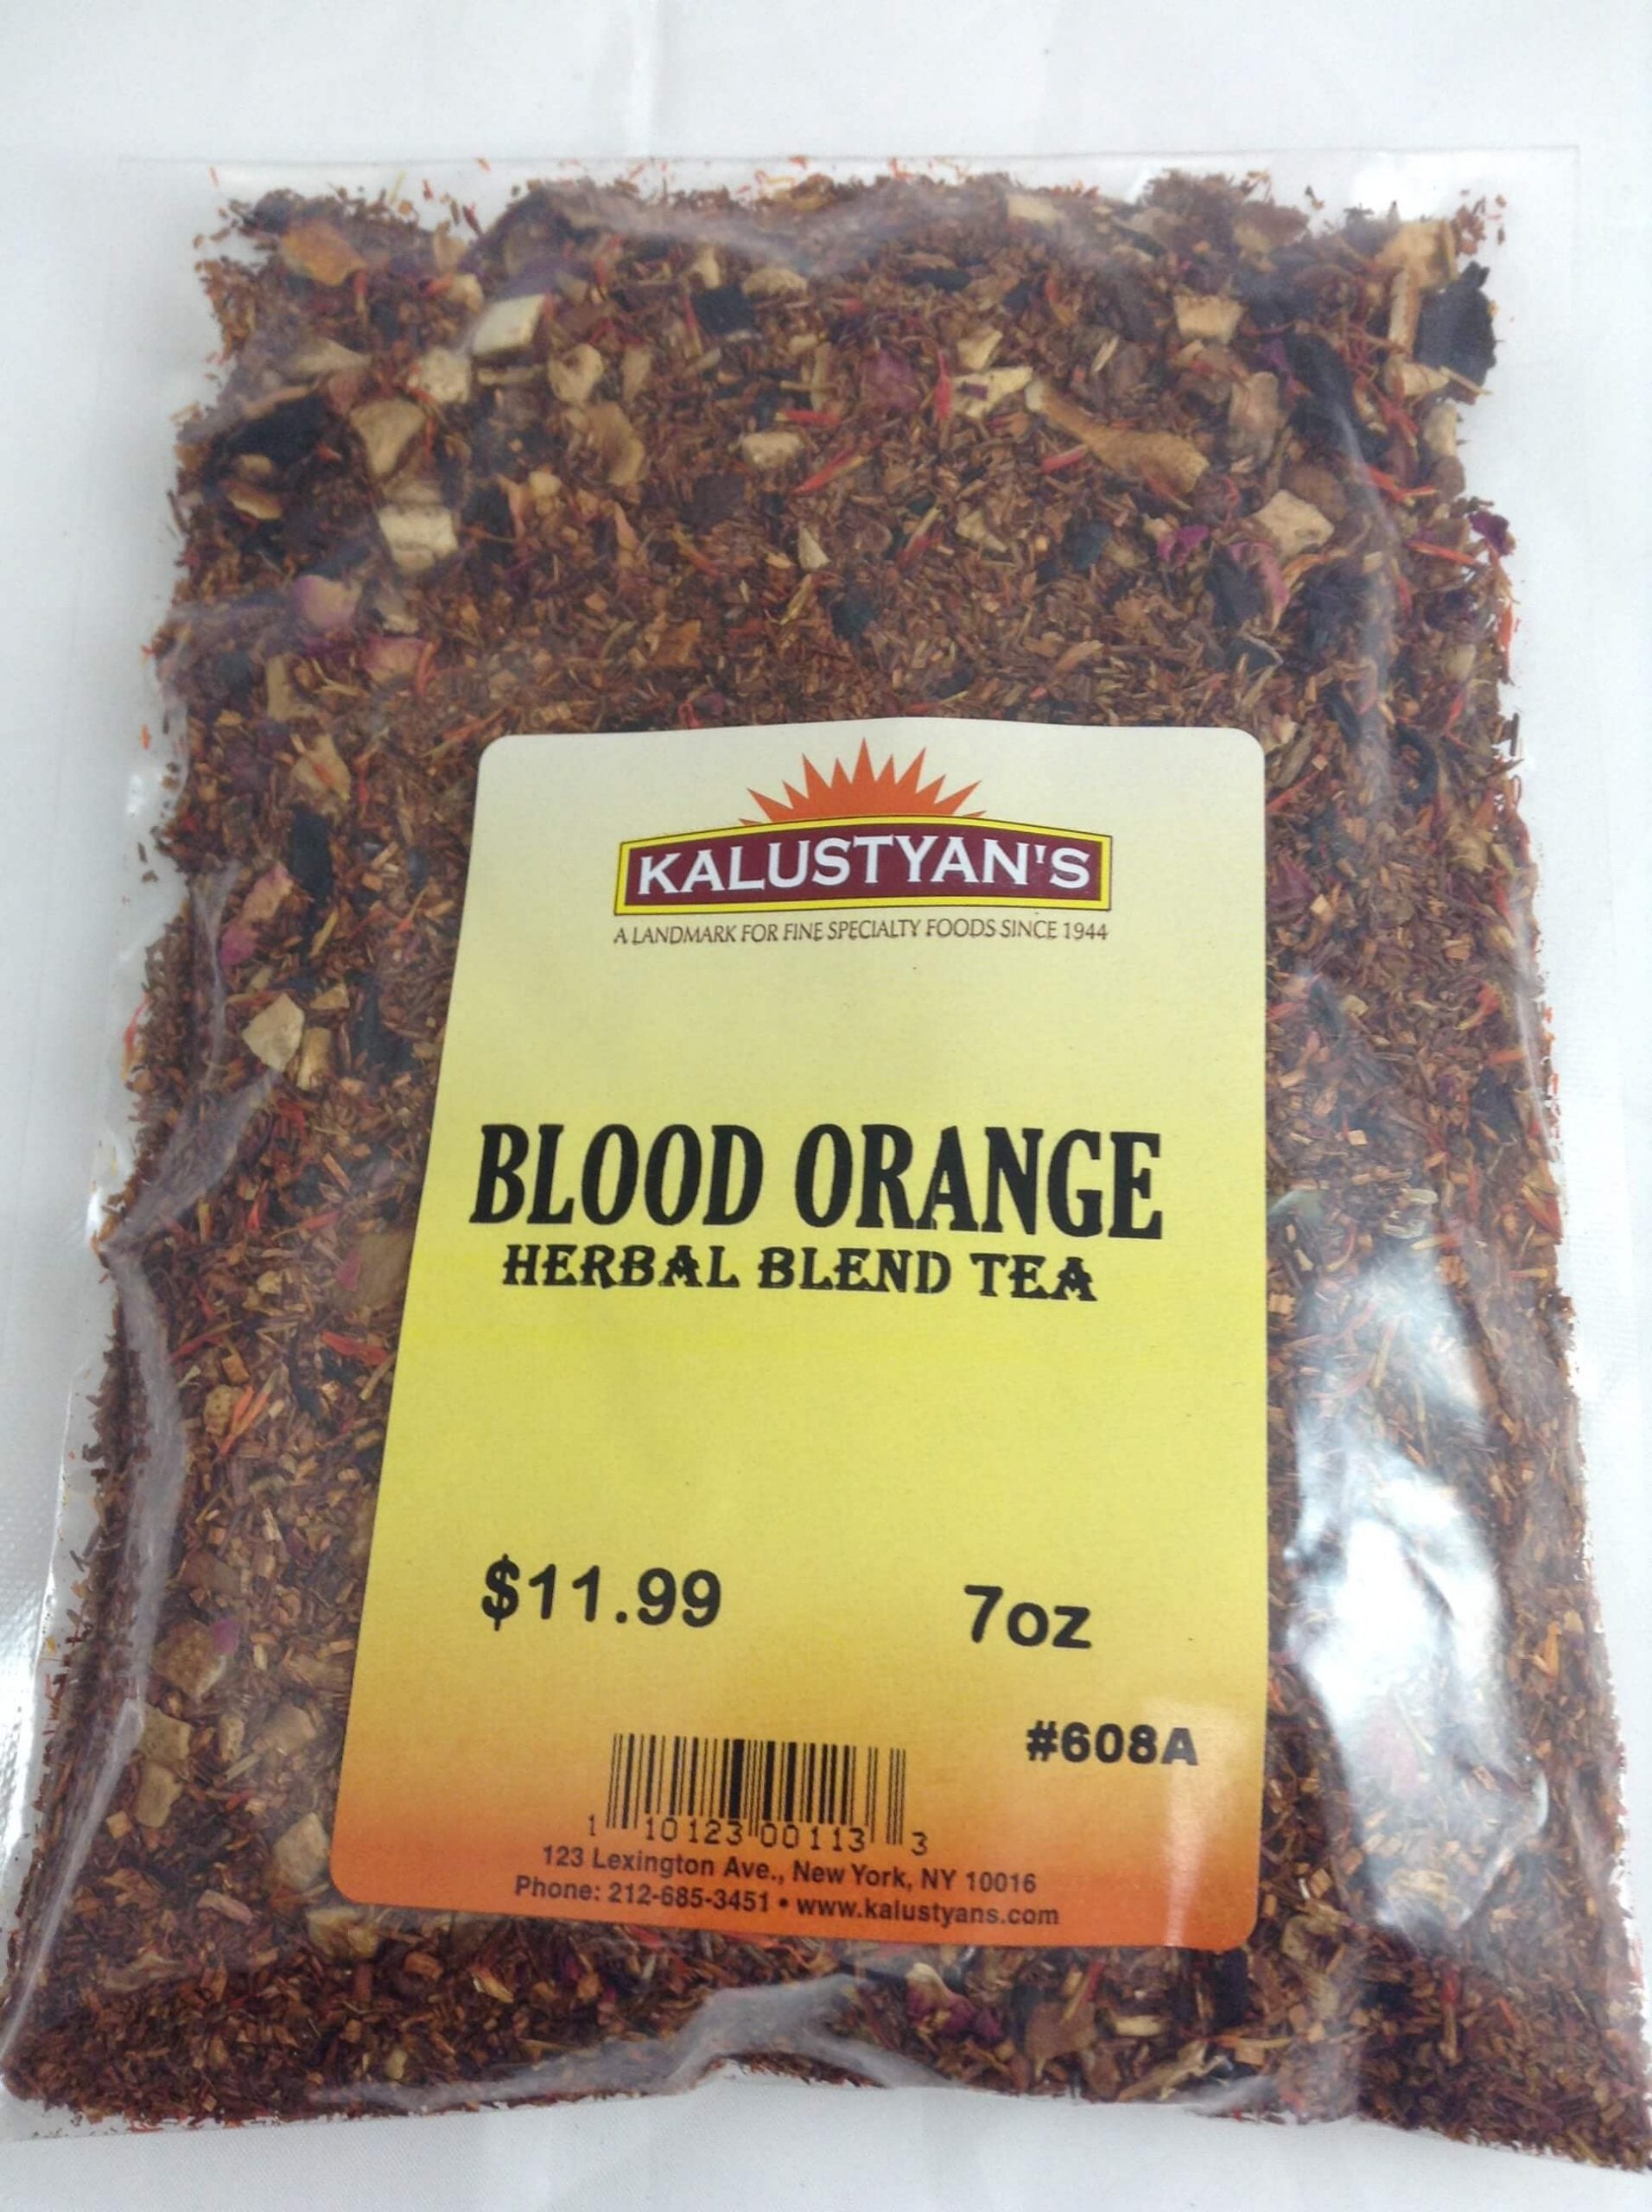 KALUSTYAN'S
A LANDMARK FOR FINE SPECIALTY FOODS SINCE 1944
BLOOD ORANGE
HERBAL BLEND TEA
$11.99 7oz
#608A
1 10123 00113 3
123 Lexington Ave., New York, NY 10016
Phone: 212-685-3451 • www.kalustyans.com